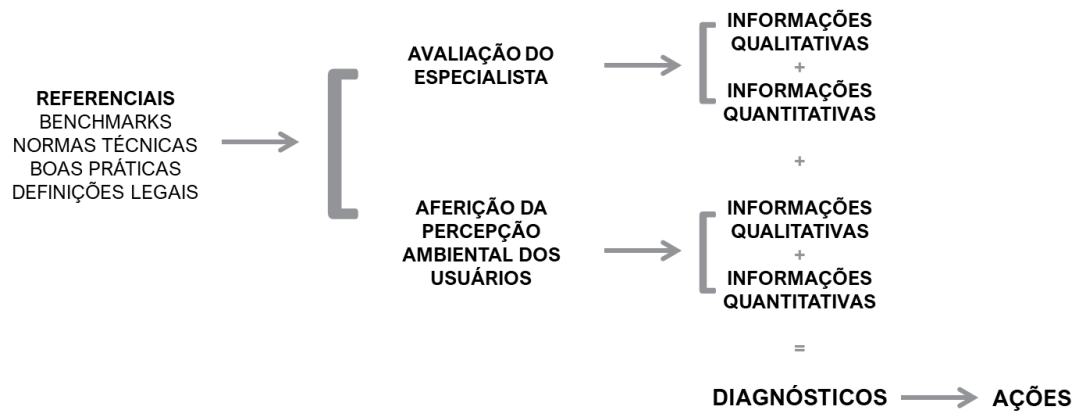 REFERENCIAIS
BENCHMARKS
NORMAS TÉCNICAS
BOAS PRÁTICAS
DEFINIÇÕES LEGAIS
AVALIAÇÃO DO
ESPECIALISTA
INFORMAÇÕES
QUALITATIVAS
+
INFORMAÇÕES
QUANTITATIVAS
+
AFERIÇÃO DA
PERCEPÇÃO
AMBIENTAL DOS
USUÁRIOS
INFORMAÇÕES
QUALITATIVAS
+
INFORMAÇÕES
QUANTITATIVAS
=
DIAGNÓSTICOS
AÇÕES